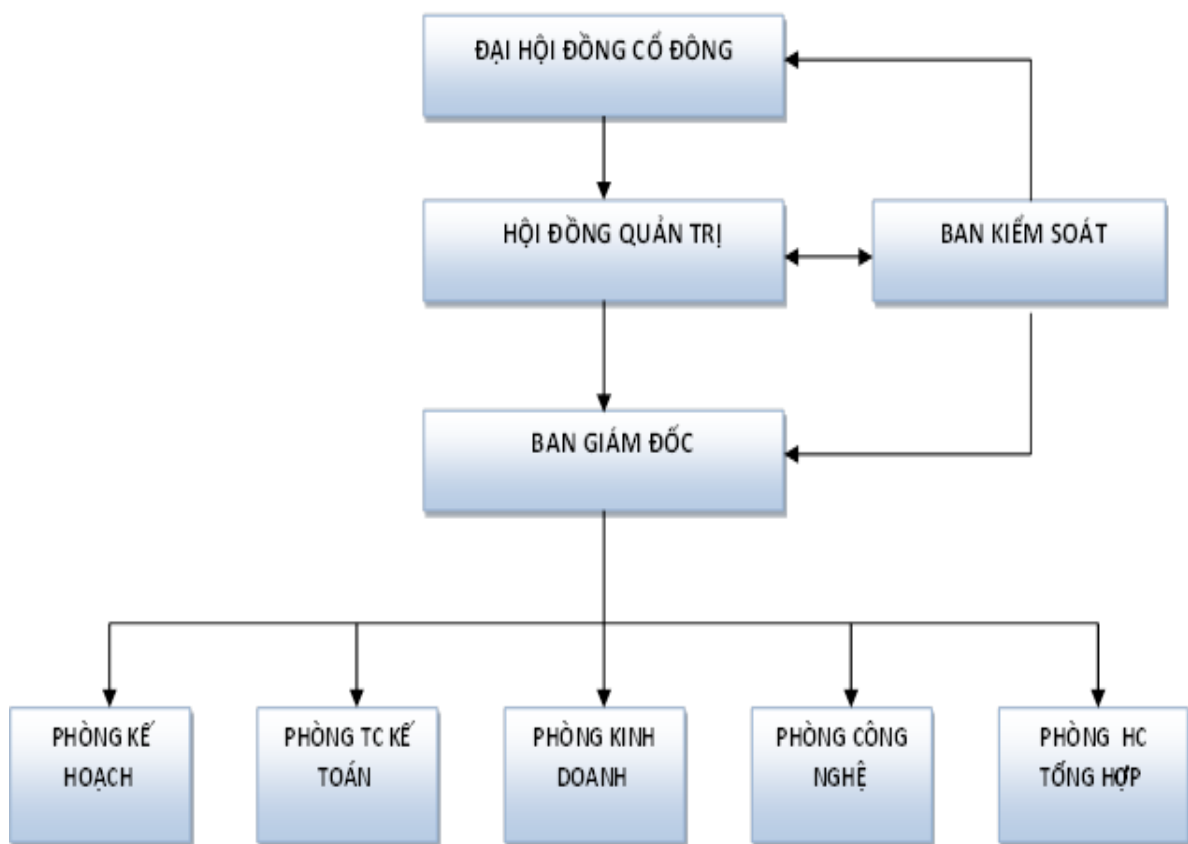 ĐẠI HỘI ĐỒNG CỔ ĐÔNG
HỘI ĐỒNG QUẢN TRỊ
BAN KIỂM SOÁT
BAN GIÁM ĐỐC
PHÒNG KẾ
HOẠCH
PHÒNG TC KẾ
TOÁN
PHÒNG KINH
DOANH
PHÒNG CÔNG
NGHỆ
PHÒNG HC
TỔNG HỢP